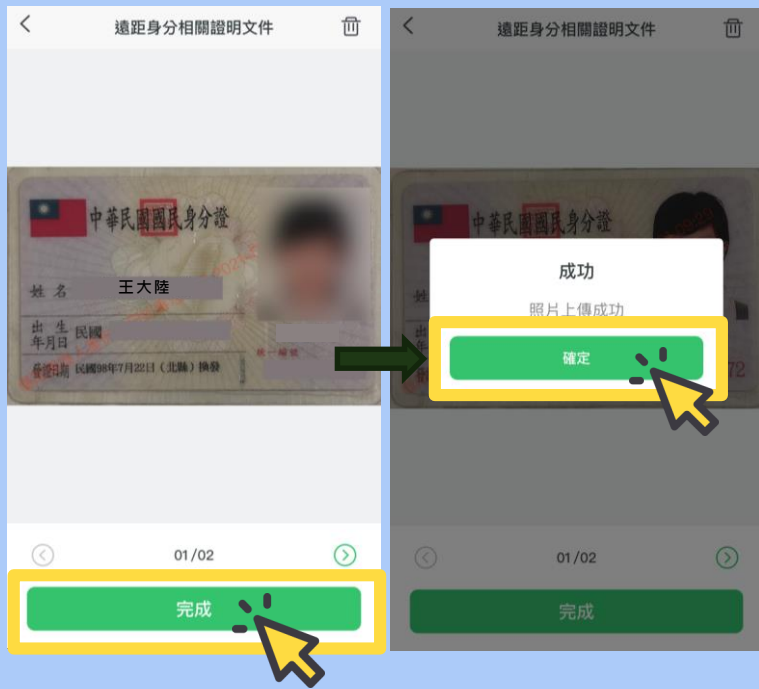 遠距身分相關證明文件
中華民國國民身分證
姓名 王大陸
出生年月日 民國
統一編號
發證日期 民國98年7月22日（北縣）換發
01/02
完成
遠距身分相關證明文件
中華民國國民身分證
成功
照片上傳成功
確定
72
01/02
完成